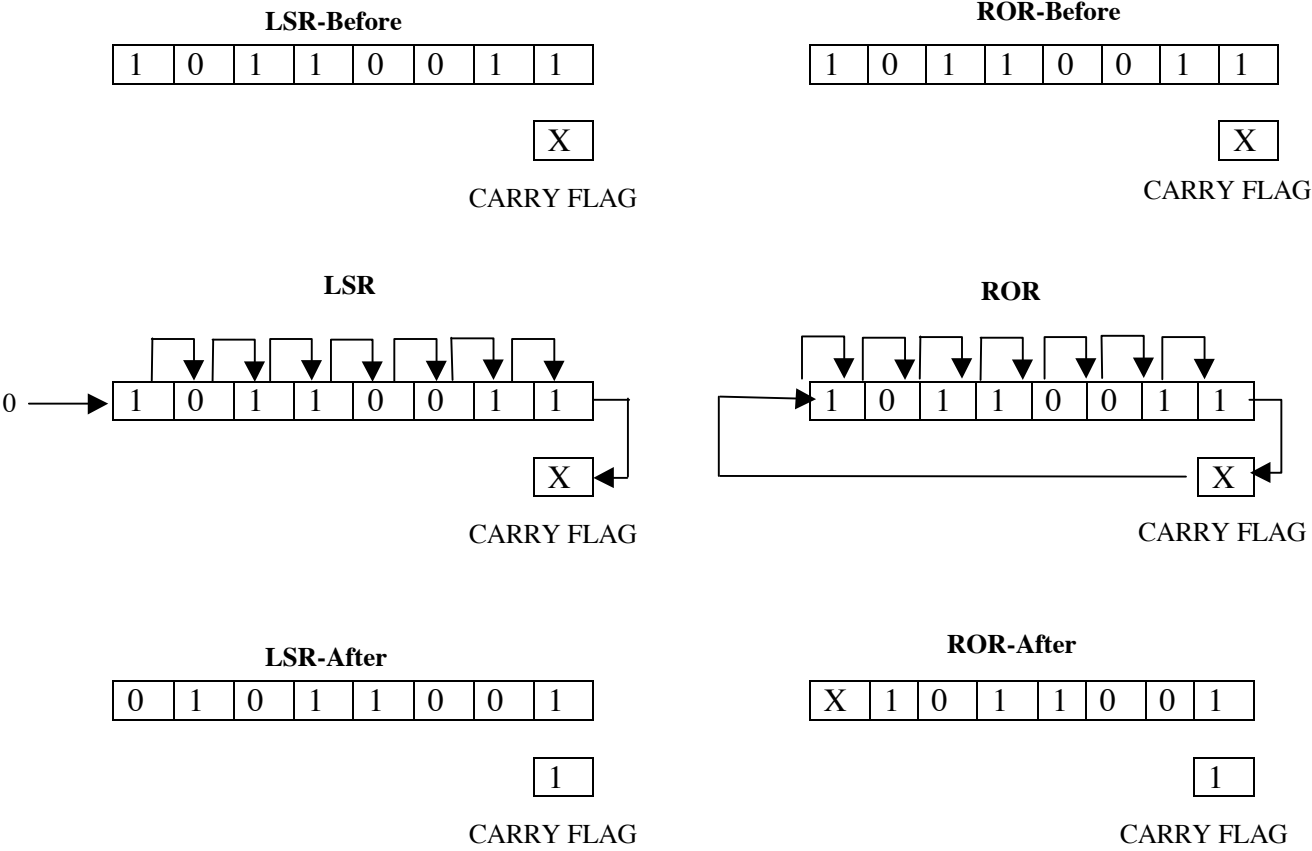 LSR-Before
1 0 1 1 0 0 1 1
X
CARRY FLAG
ROR-Before
1 0 1 1 0 0 1 1
X
CARRY FLAG
LSR
0 1 0 1 1 0 0 1 1
X
CARRY FLAG
ROR
1 0 1 1 0 0 1 1
X
CARRY FLAG
LSR-After
0 1 0 1 1 0 0 1
1
CARRY FLAG
ROR-After
X 1 0 1 1 0 0 1
1
CARRY FLAG